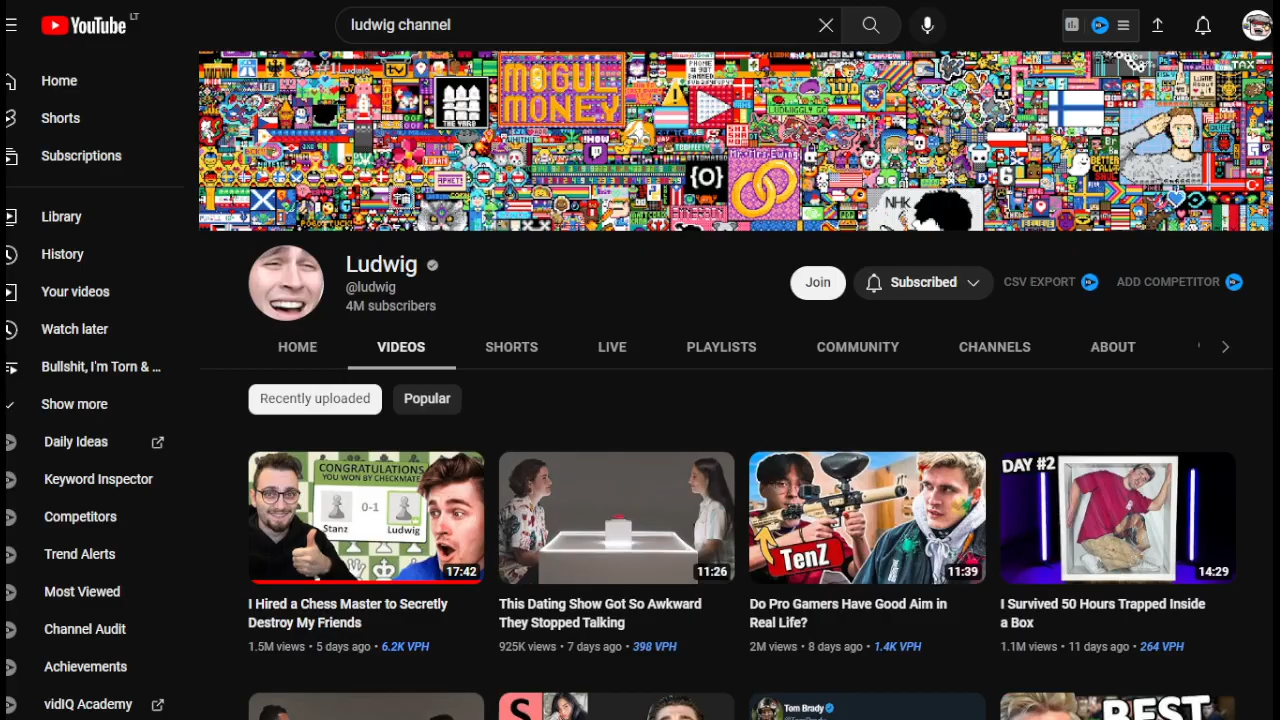 YouTube LT
ludwig channel
Home
Shorts
Subscriptions
Library
History
Your videos
Watch later
Bullshit, I'm Torn & ...
Show more
Daily Ideas
Keyword Inspector
Competitors
Trend Alerts
Most Viewed
Channel Audit
Achievements
vidIQ Academy
MOGUL
MONEY
THE YARD
NHK
BETTER
CALL
Ludwig
@ludwig
4M subscribers
Join
Subscribed
CSV EXPORT
ADD COMPETITOR
HOME
VIDEOS
SHORTS
LIVE
PLAYLISTS
COMMUNITY
CHANNELS
ABOUT
Recently uploaded
Popular
CONGRATULATIONS
YOU WON BY CHECKMATE
0-1
Stanz
Ludwig
17:42
I Hired a Chess Master to Secretly
Destroy My Friends
1.5M views • 5 days ago • 6.2K VPH
11:26
This Dating Show Got So Awkward
They Stopped Talking
925K views • 7 days ago • 398 VPH
TenZ
11:39
Do Pro Gamers Have Good Aim in
Real Life?
2M views • 8 days ago • 1.4K VPH
DAY #2
14:29
I Survived 50 Hours Trapped Inside
a Box
1.1M views • 11 days ago • 264 VPH
S
Tom Brady
BEST